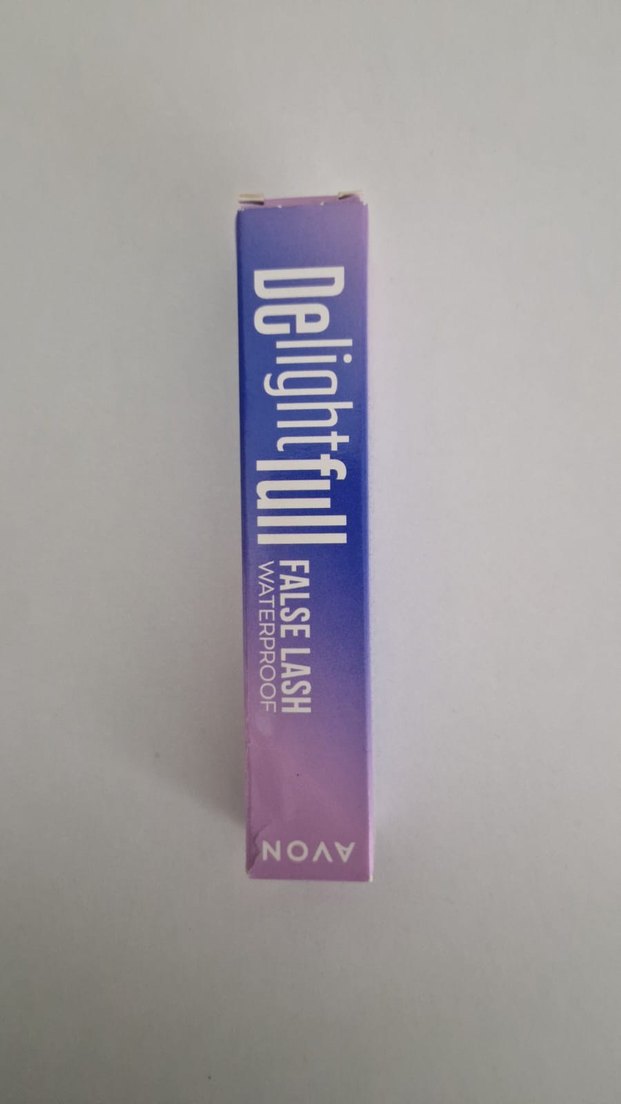 Delightfull
FALSE LASH
WATERPROOF
AVON